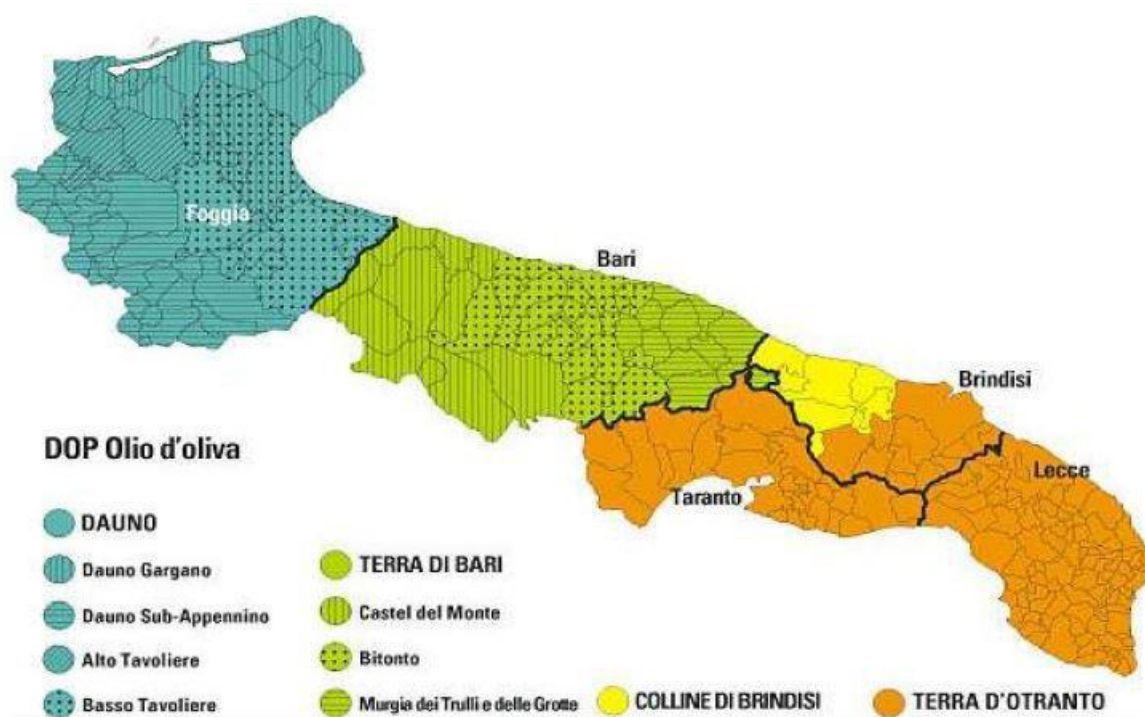 Foggia
Bari
Brindisi
Lecce
Taranto
DOP Olio d'oliva
DAUNO
Dauno Gargano
Dauno Sub-Appennino
Alto Tavoliere
Basso Tavoliere
TERRA DI BARI
Castel del Monte
Bitonto
Murgia dei Trulli e delle Grotte
COLLINE DI BRINDISI
TERRA D'OTRANTO